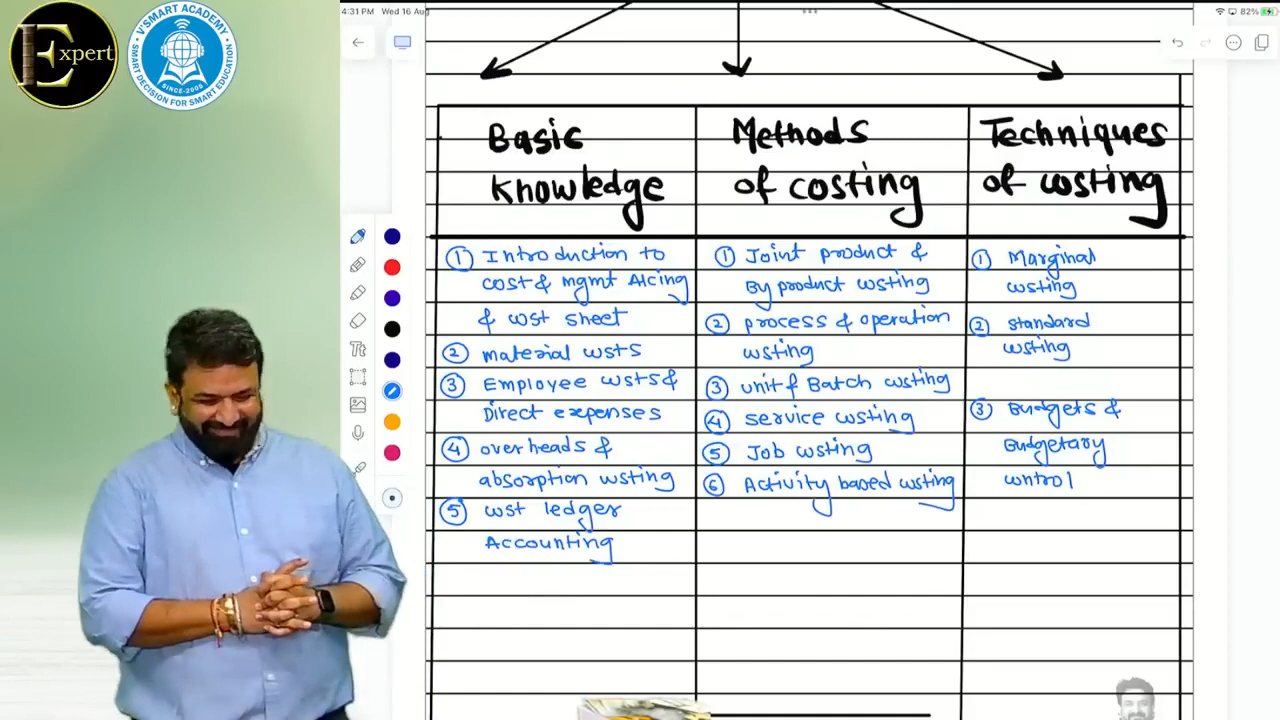 4:31 PM Wed 16 Aug
82%
Expert
V'SMART ACADEMY
SINCE-2005
SMART DECISION FOR SMART EDUCATION
Tt
Basic
Knowledge
① Introduction to
cost & mgmt A/cing
& cost sheet
② material costs
③ Employee costs &
Direct expenses
④ overheads &
absorption costing
⑤ cost ledger
Accounting
Methods
of costing
① Joint product &
By product costing
② process & operation
costing
③ unit & Batch costing
④ service costing
⑤ Job costing
⑥ Activity based costing
Techniques
of costing
① Marginal
costing
② standard
costing
③ Budgets &
Budgetary
control